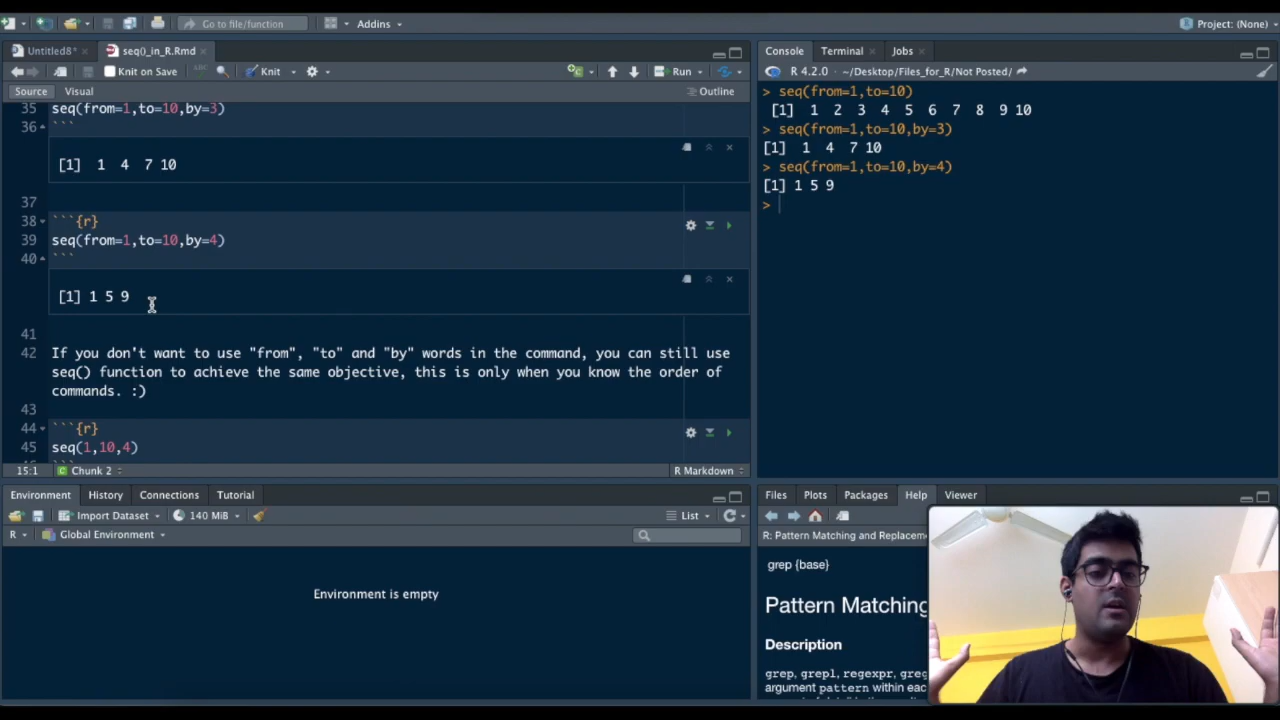 Go to file/function
Addins
Project: (None)
Untitled8*
seq()_in_R.Rmd
Knit on Save
ABC
Knit
Run
Source
Visual
Outline
35 seq(from=1,to=10,by=3)
36 ```
[1]  1  4  7 10
37
38 ```{r}
39 seq(from=1,to=10,by=4)
40 ```
[1] 1 5 9
41
42 If you don't want to use "from", "to" and "by" words in the command, you can still use
seq() function to achieve the same objective, this is only when you know the order of
commands. :)
43
44 ```{r}
45 seq(1,10,4)
15:1
Chunk 2
R Markdown
Console
Terminal
Jobs
R 4.2.0 · ~/Desktop/Files_for_R/Not Posted/
> seq(from=1,to=10)
[1]  1  2  3  4  5  6  7  8  9 10
> seq(from=1,to=10,by=3)
[1]  1  4  7 10
> seq(from=1,to=10,by=4)
[1] 1 5 9
>
Environment
History
Connections
Tutorial
Import Dataset
140 MiB
List
R
Global Environment
Environment is empty
Files
Plots
Packages
Help
Viewer
R: Pattern Matching and Replacem
grep {base}
Pattern Matching
Description
grep, grepl, regexpr, greg
argument pattern within eac